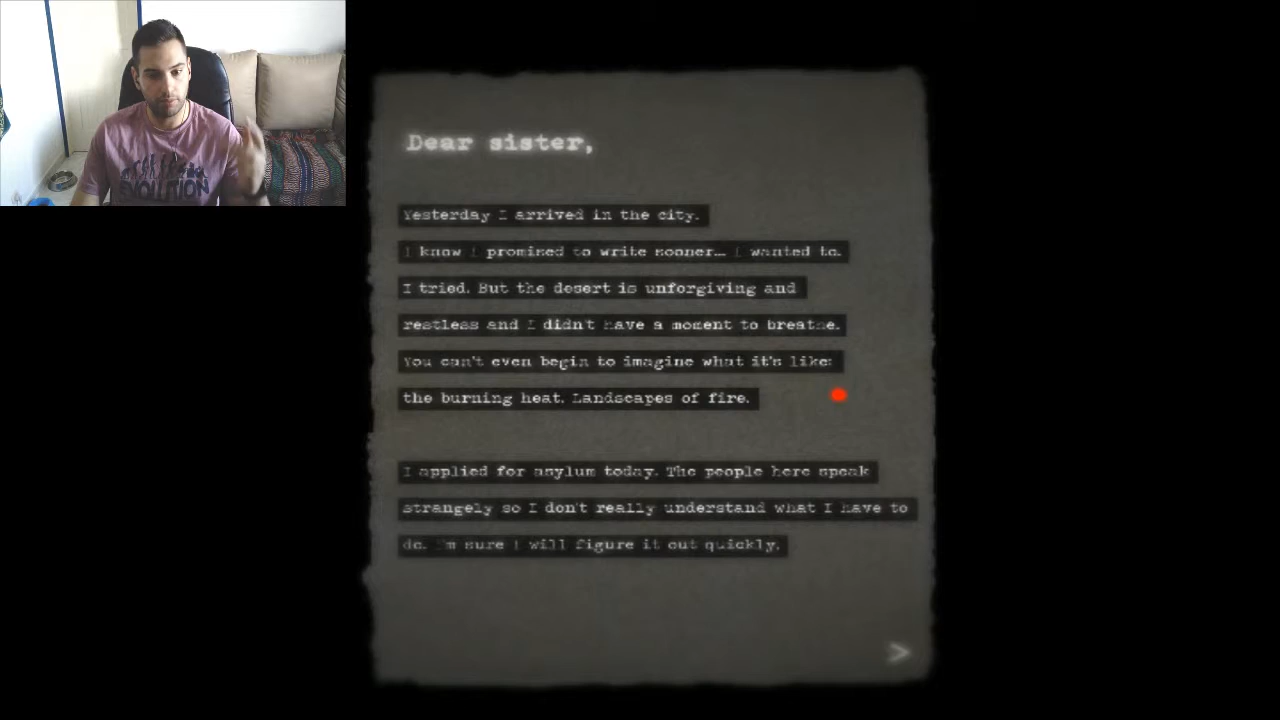 EVOLUTION
Dear sister,
Yesterday I arrived in the city.
I know I promised to write sooner... I wanted to.
I tried. But the desert is unforgiving and
restless and I didn't have a moment to breathe.
You can't even begin to imagine what it's like:
the burning heat. Landscapes of fire.
I applied for asylum today. The people here speak
strangely so I don't really understand what I have to
do. I'm sure I will figure it out quickly.
>